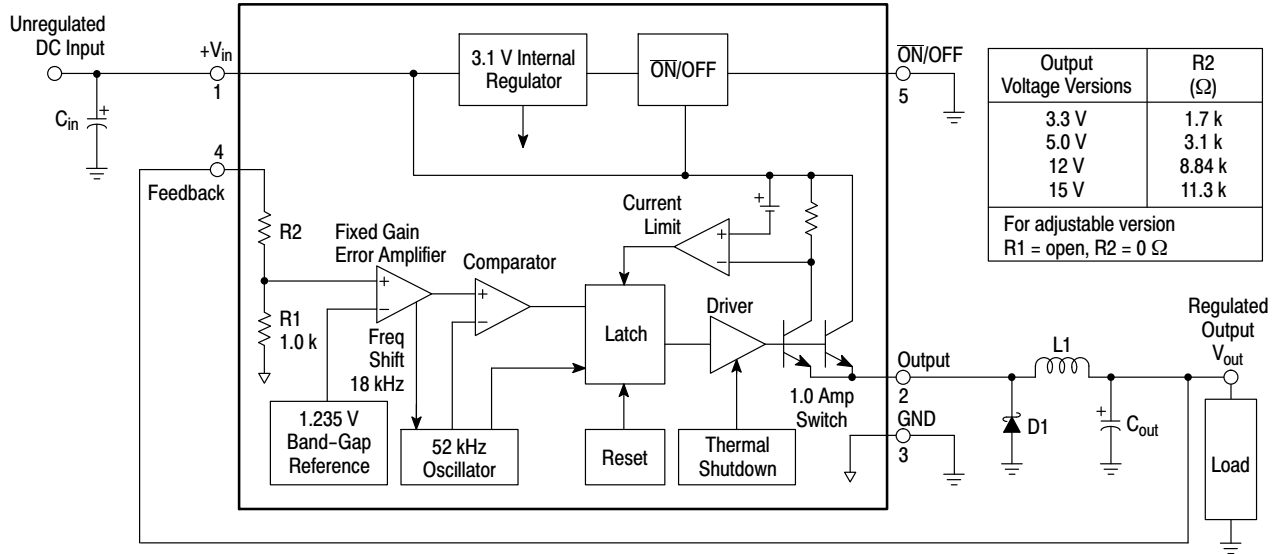 Unregulated
DC Input
+Vin
1
Cin
4
Feedback
3.1 V Internal
Regulator
ON/OFF
ON/OFF
5
Output
Voltage Versions
R2
(Ω)
3.3 V
1.7 k
5.0 V
3.1 k
12 V
8.84 k
15 V
11.3 k
For adjustable version
R1 = open, R2 = 0 Ω
R2
Fixed Gain
Error Amplifier
Comparator
Current
Limit
R1
1.0 k
Freq
Shift
18 kHz
Latch
Driver
1.0 Amp
Switch
1.235 V
Band-Gap
Reference
52 kHz
Oscillator
Reset
Thermal
Shutdown
Output
2
GND
3
L1
D1
Cout
Regulated
Output
Vout
Load